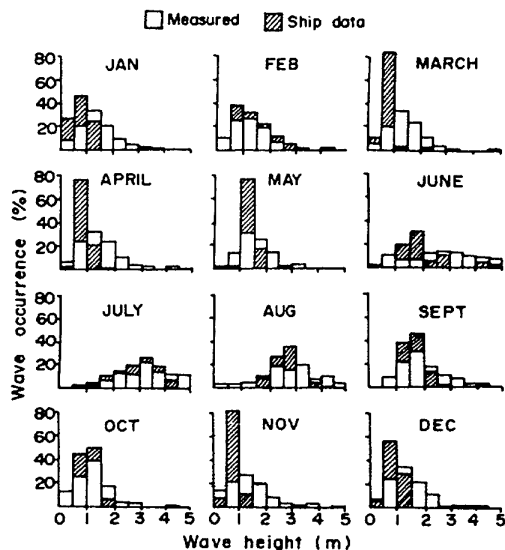 Measured Ship data
JAN FEB MARCH
80
60
40
20
APRIL MAY JUNE
80
60
40
20
JULY AUG SEPT
80
60
40
20
OCT NOV DEC
80
60
40
20
0 1 2 3 4 5 0 1 2 3 4 5 0 1 2 3 4 5
Wave height (m)
Wave occurrence (%)